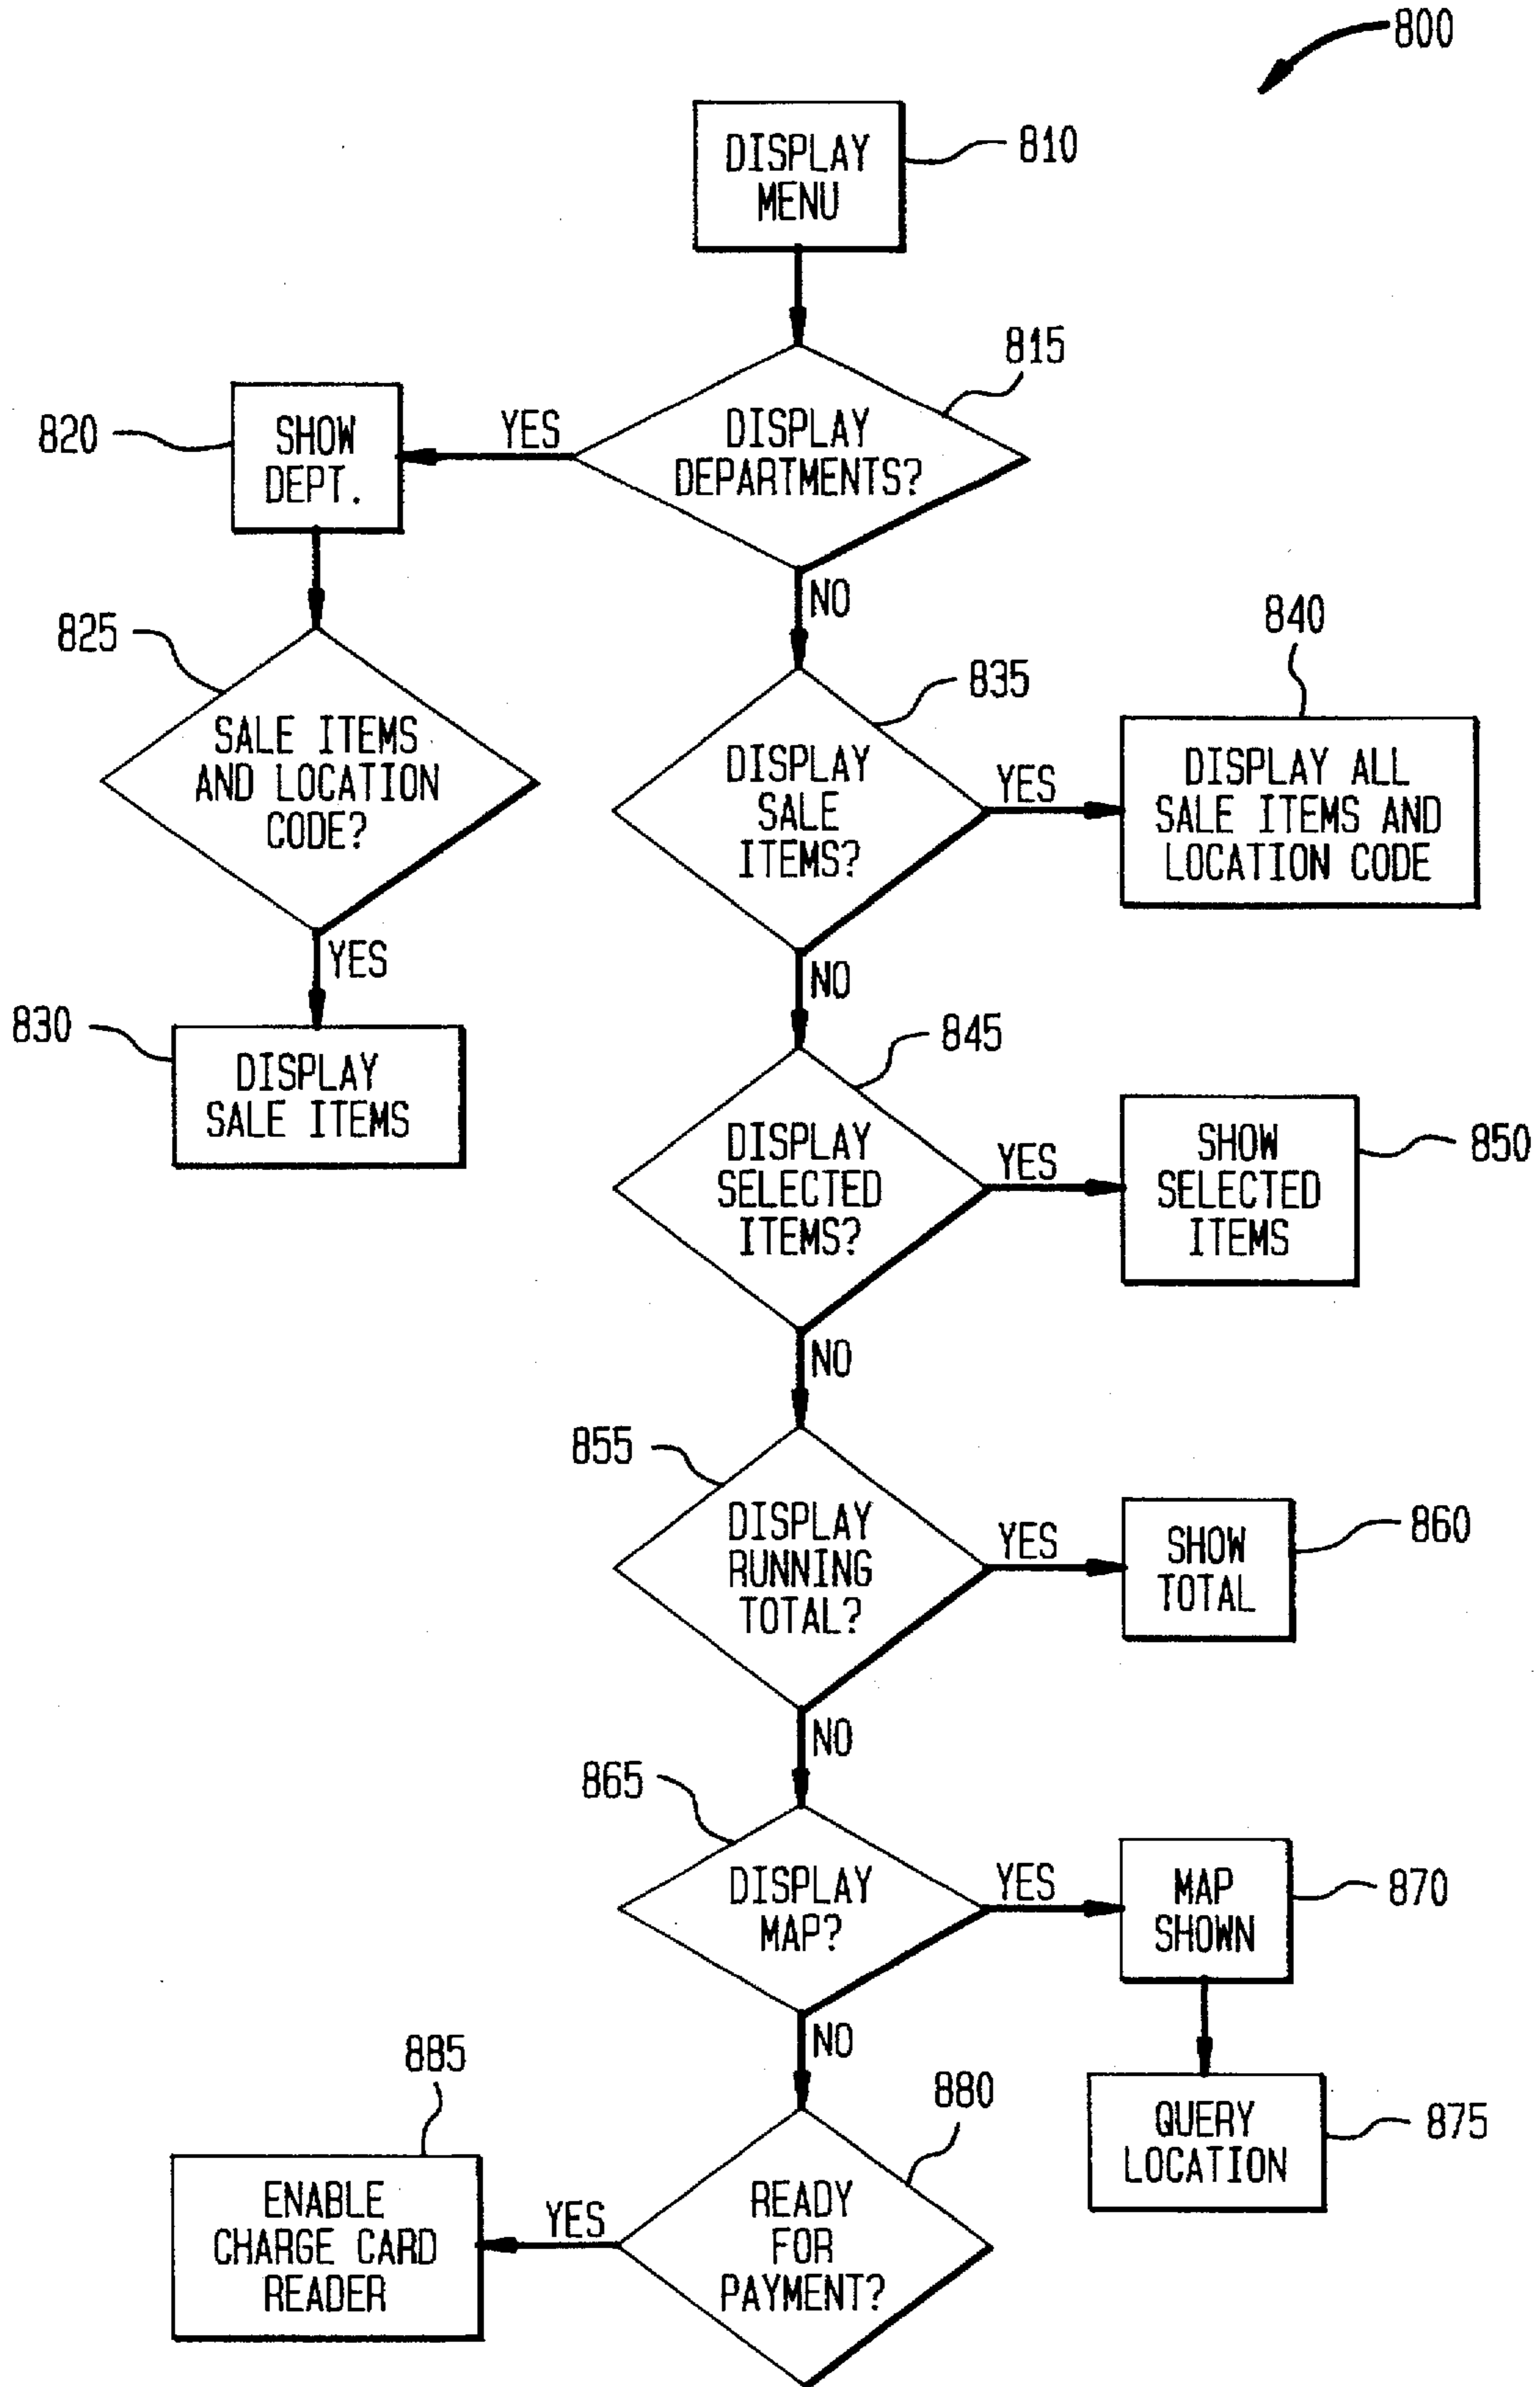 800
DISPLAY
MENU
810
815
DISPLAY
DEPARTMENTS?
YES
820
SHOW
DEPT.
NO
825
SALE ITEMS
AND LOCATION
CODE?
YES
830
DISPLAY
SALE ITEMS
835
DISPLAY
SALE
ITEMS?
YES
840
DISPLAY ALL
SALE ITEMS AND
LOCATION CODE
NO
845
DISPLAY
SELECTED
ITEMS?
YES
SHOW
SELECTED
ITEMS
850
NO
855
DISPLAY
RUNNING
TOTAL?
YES
SHOW
TOTAL
860
NO
865
DISPLAY
MAP?
YES
MAP
SHOWN
870
QUERY
LOCATION
875
NO
880
READY
FOR
PAYMENT?
YES
885
ENABLE
CHARGE CARD
READER